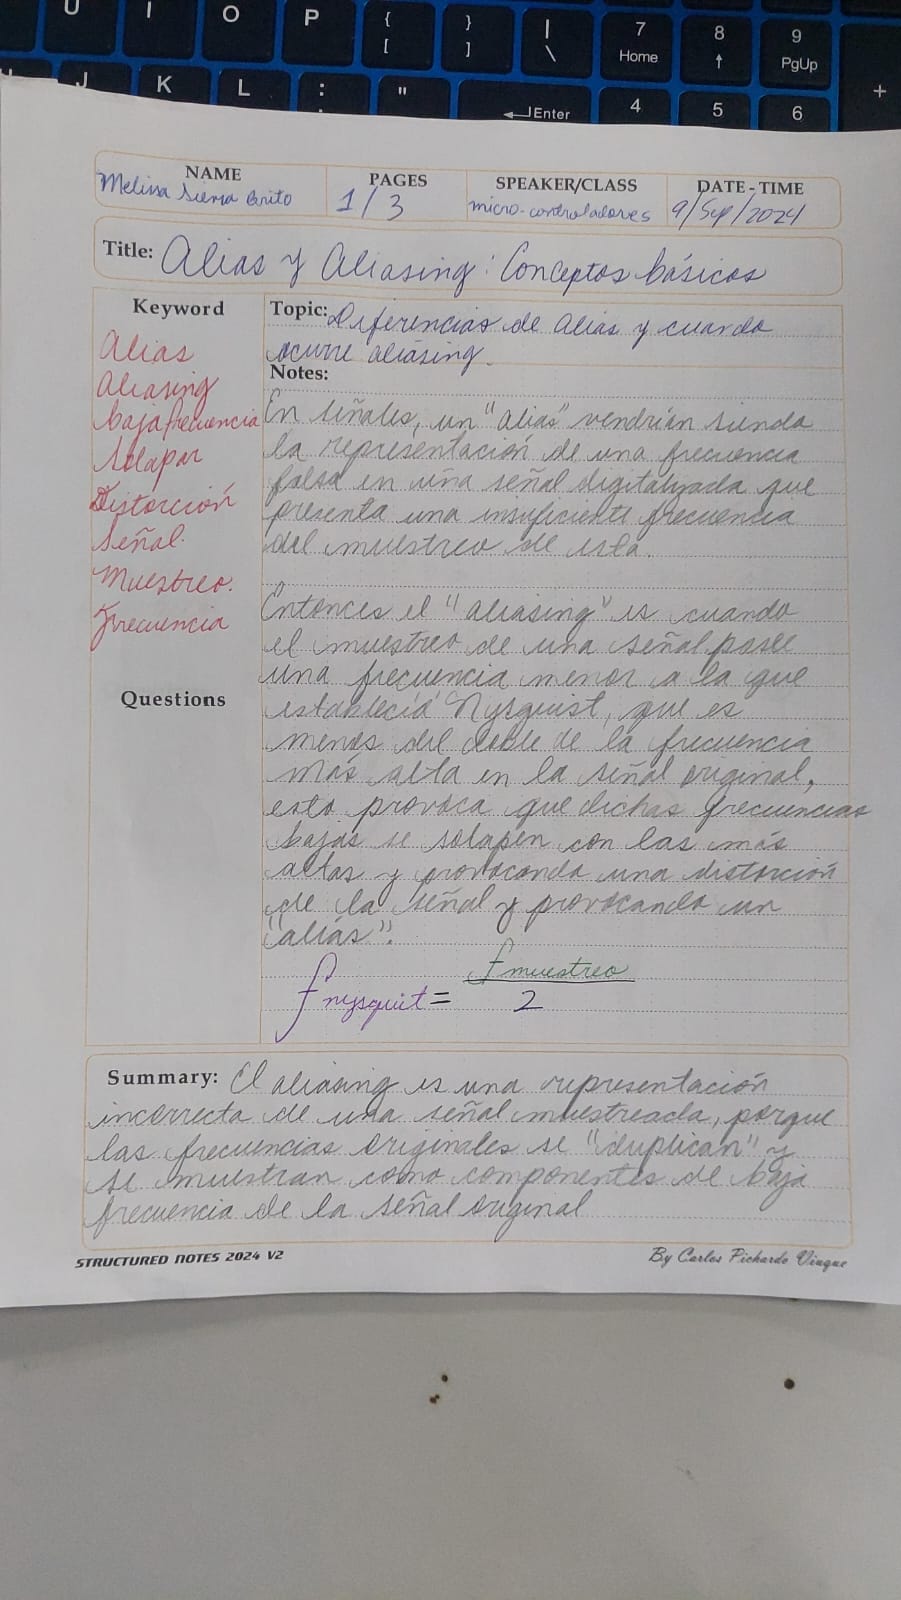 U I O P { [ } ] | \ 7 Home 8 ↑ 9 PgUp
J K L : " Enter 4 5 6 +
NAME PAGES SPEAKER/CLASS DATE - TIME
Melissa Sierra Brito 1/3 micro-controladores 9/Sep/2024
Title: Alias y Aliasing: Conceptos básicos
Keyword
Alias
Aliasing
baja frecuencia
Solapar
Distorción
Señal.
Muestreo.
Frecuencia
Questions
Topic: Diferencias de alias y cuando
ocurre aliasing.
Notes:
En señales, un "alias" vendrían siendo
la representación de una frecuencia
falsa en una señal digitalizada que
presenta una insuficiente frecuencia
del muestreo de esta.
Entonces el "aliasing" es cuando
el muestreo de una señal posee
una frecuencia menor a la que
establecía Nysquist, que es
menos del doble de la frecuencia
más alta en la señal original,
esto provoca que dichas frecuencias
bajas se solapen con las más
altas y provocando una distorción
de la señal y provocando un
"aliás".
f nysquit = f muestreo / 2
Summary: El aliasing es una representación
incorrecta de una señal muestreada, porque
las frecuencias originales se "duplican" y
se muestran como componentes de baja
frecuencia de la señal original
STRUCTURED NOTES 2024 V2 By Carlos Pichardo Viuque